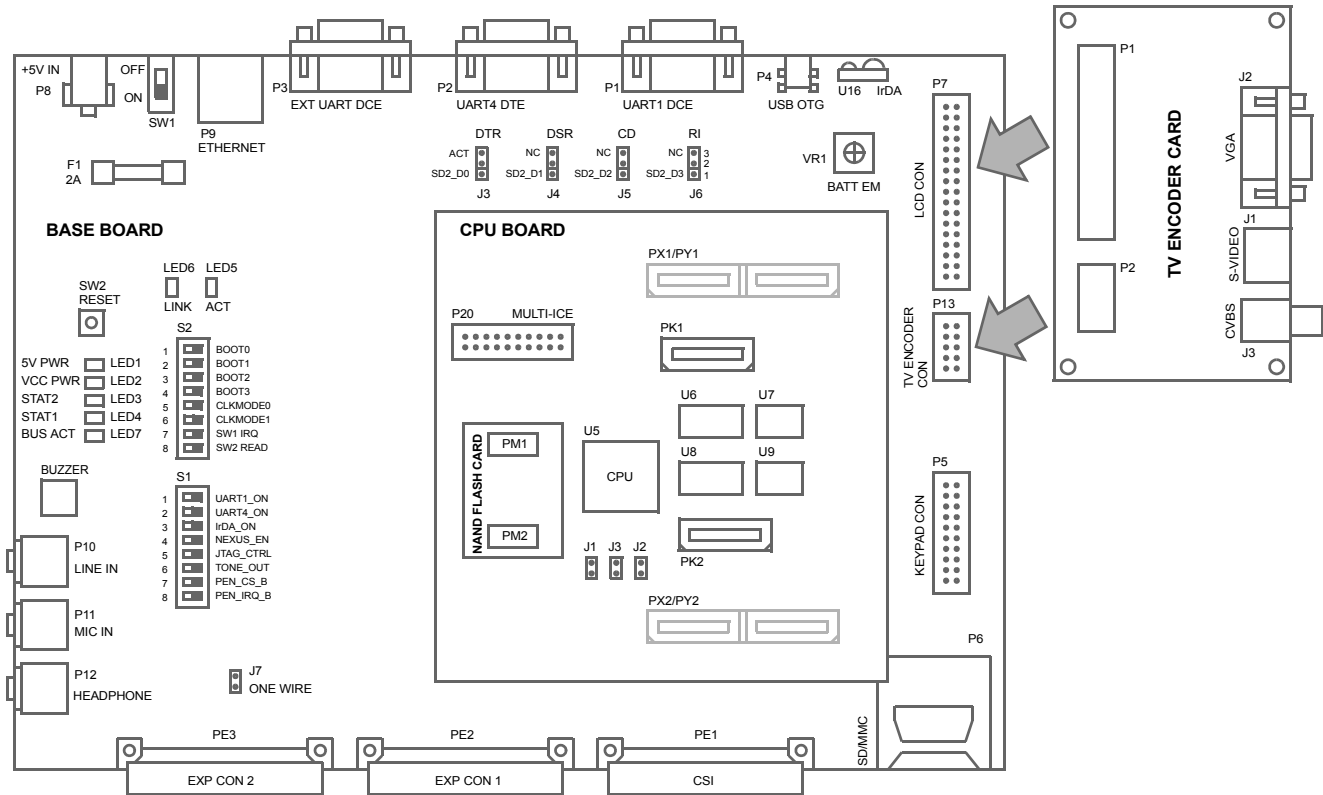 +5V IN
P8
OFF
ON
SW1
P9
ETHERNET
P3
EXT UART DCE
P2
UART4 DTE
P1
UART1 DCE
P4
USB OTG
U16
IrDA
P7
LCD CON
F1
2A
DTR
ACT
SD2_D0
J3
DSR
NC
SD2_D1
J4
CD
NC
SD2_D2
J5
RI
NC
SD2_D3
3
2
1
J6
VR1
BATT EM
P1
P2
TV ENCODER CARD
J2
VGA
J1
S-VIDEO
CVBS
J3
BASE BOARD
CPU BOARD
LED6
LINK
LED5
ACT
SW2
RESET
5V PWR
LED1
VCC PWR
LED2
STAT2
LED3
STAT1
LED4
BUS ACT
LED7
S2
1
BOOT0
2
BOOT1
3
BOOT2
4
BOOT3
5
CLKMODE0
6
CLKMODE1
7
SW1 IRQ
8
SW2 READ
S1
1
UART1_ON
2
UART4_ON
3
IrDA_ON
4
NEXUS_EN
5
JTAG_CTRL
6
TONE_OUT
7
PEN_CS_B
8
PEN_IRQ_B
BUZZER
P10
LINE IN
P11
MIC IN
P12
HEADPHONE
J7
ONE WIRE
PX1/PY1
P20
MULTI-ICE
PK1
U6
U7
U8
U9
U5
CPU
NAND FLASH CARD
PM1
PM2
J1
J3
J2
PK2
PX2/PY2
P13
TV ENCODER
CON
P5
KEYPAD CON
P6
SD/MMC
PE3
EXP CON 2
PE2
EXP CON 1
PE1
CSI